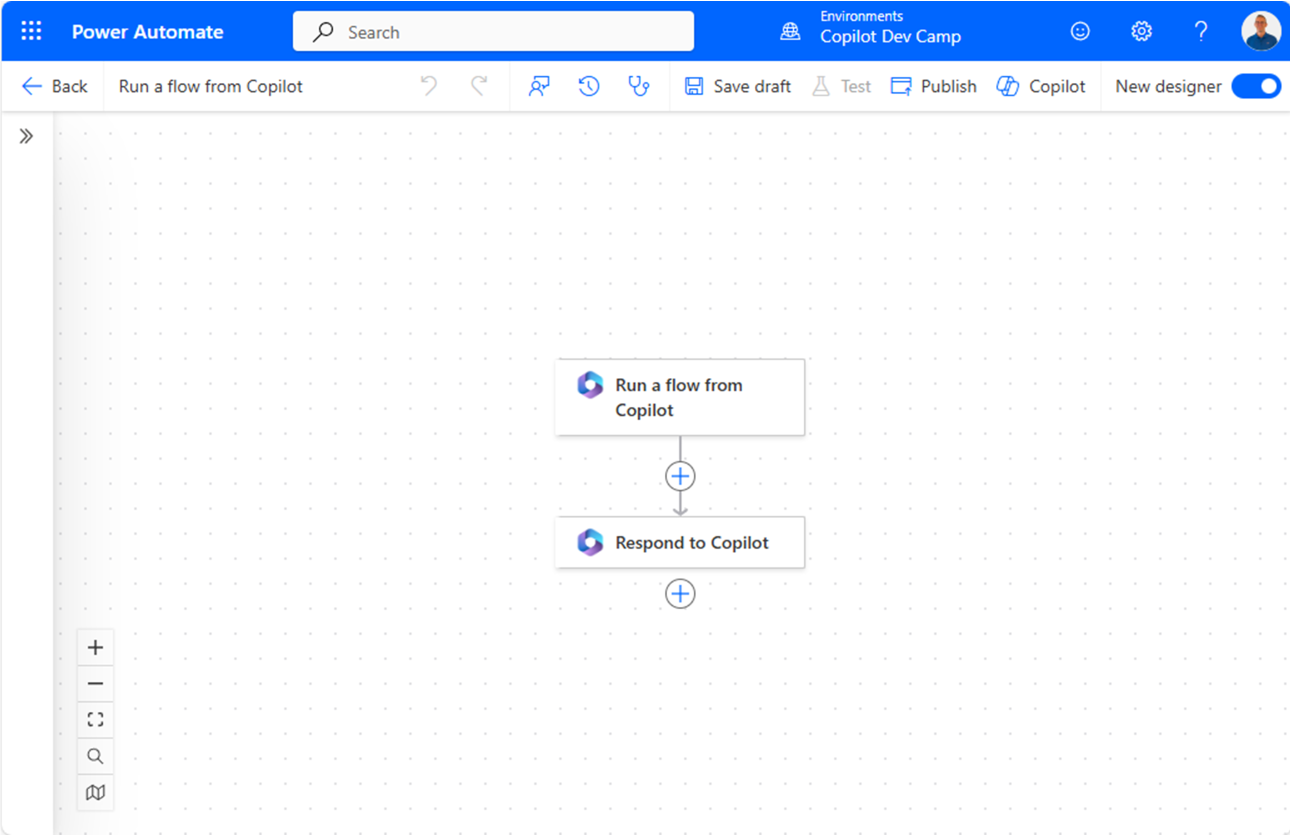 Power Automate
Search
Environments
Copilot Dev Camp
Back
Run a flow from Copilot
Save draft
Test
Publish
Copilot
New designer
Run a flow from
Copilot
Respond to Copilot